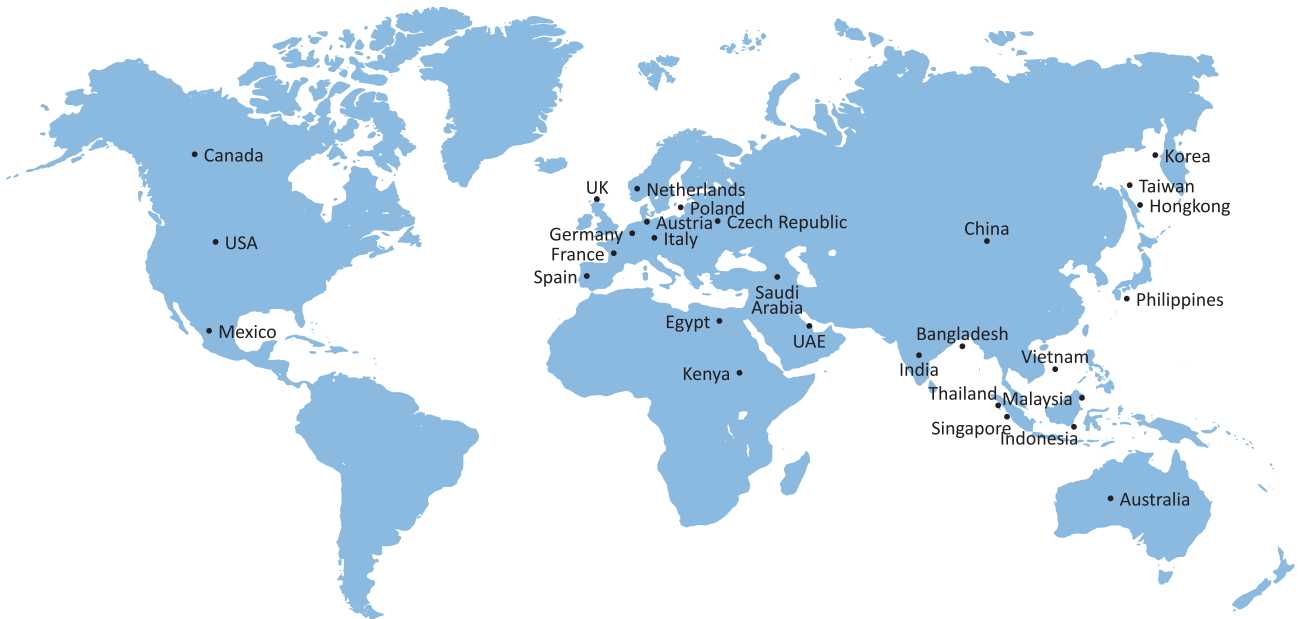 Canada
Korea
UK
Netherlands
Taiwan
Hongkong
Poland
Austria
Czech Republic
Germany
Italy
China
USA
France
Spain
Saudi
Arabia
Philippines
Egypt
Mexico
UAE
Bangladesh
Vietnam
India
Kenya
Thailand
Malaysia
Singapore
Indonesia
Australia